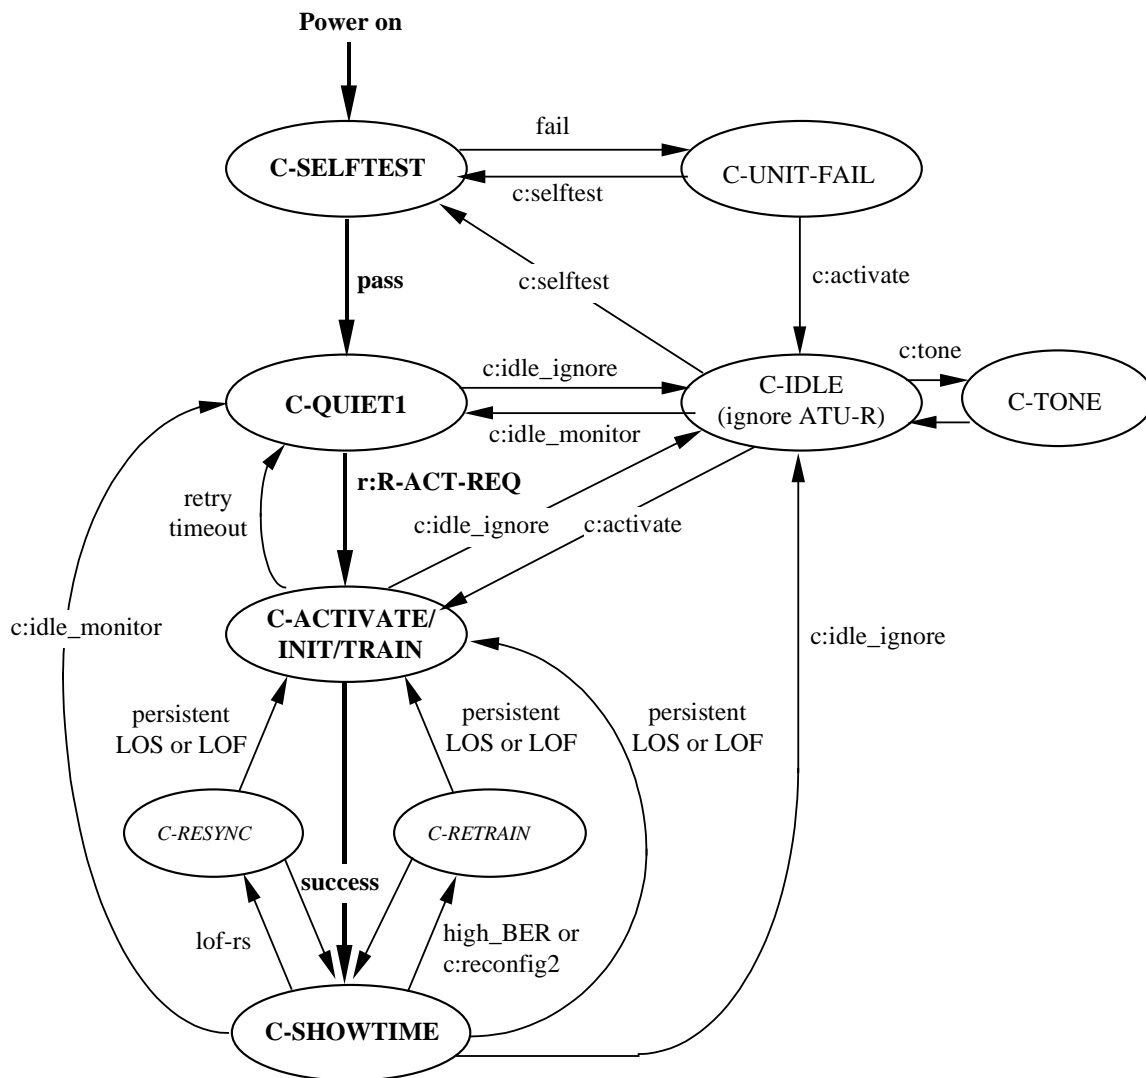 Power on
fail
C-SELFTEST
C-UNIT-FAIL
c:selftest
c:selftest
pass
c:activate
c:tone
c:idle_ignore
C-IDLE
(ignore ATU-R)
C-QUIET1
C-TONE
c:idle_monitor
r:R-ACT-REQ
retry
timeout
c:idle_ignore
c:activate
C-ACTIVATE/
INIT/TRAIN
c:idle_monitor
c:idle_ignore
persistent
LOS or LOF
persistent
LOS or LOF
persistent
LOS or LOF
C-RESYNC
C-RETRAIN
success
lof-rs
high_BER or
c:reconfig2
C-SHOWTIME